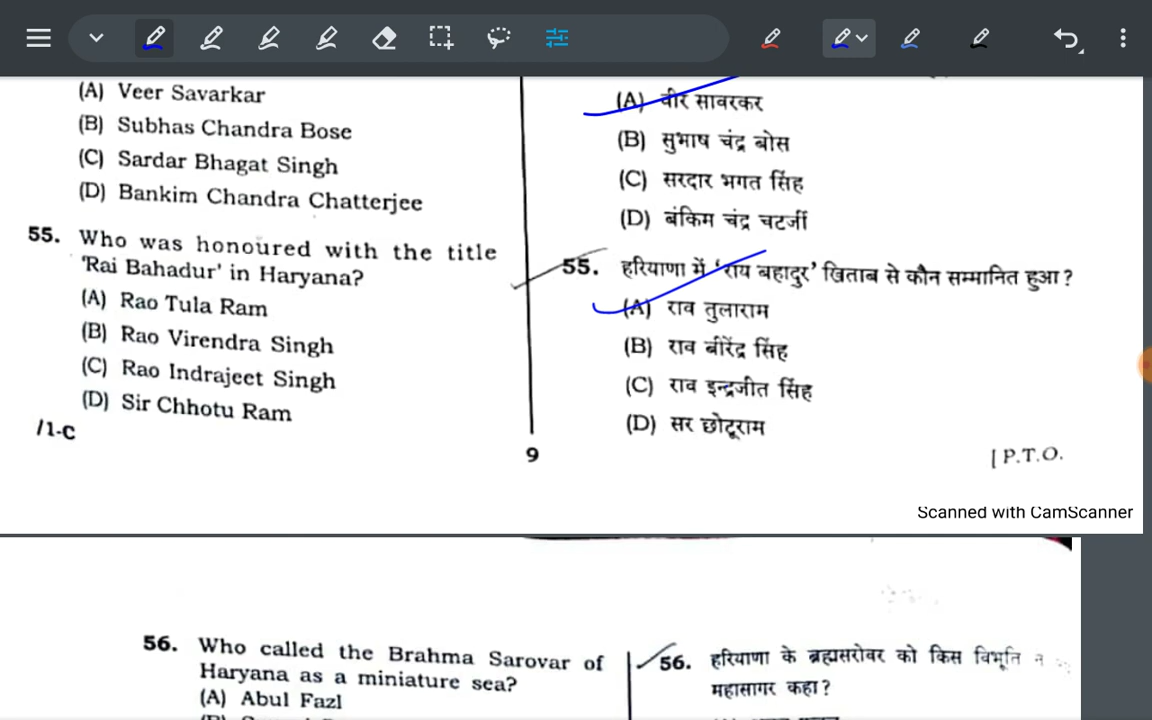 (A) Veer Savarkar
(B) Subhas Chandra Bose
(C) Sardar Bhagat Singh
(D) Bankim Chandra Chatterjee
55. Who was honoured with the title
'Rai Bahadur' in Haryana?
(A) Rao Tula Ram
(B) Rao Virendra Singh
(C) Rao Indrajeet Singh
(D) Sir Chhotu Ram
/1-C
(A) वीर सावरकर
(B) सुभाष चंद्र बोस
(C) सरदार भगत सिंह
(D) बंकिम चंद्र चटर्जी
55. हरियाणा में 'राय बहादुर' खिताब से कौन सम्मानित हुआ?
(A) राव तुलाराम
(B) राव बीरेंद्र सिंह
(C) राव इन्द्रजीत सिंह
(D) सर छोटूराम
9
[ P.T.O.
Scanned with CamScanner
56. Who called the Brahma Sarovar of
Haryana as a miniature sea?
(A) Abul Fazl
56. हरियाणा के ब्रह्मसरोवर को किस विभूति
महासागर कहा?